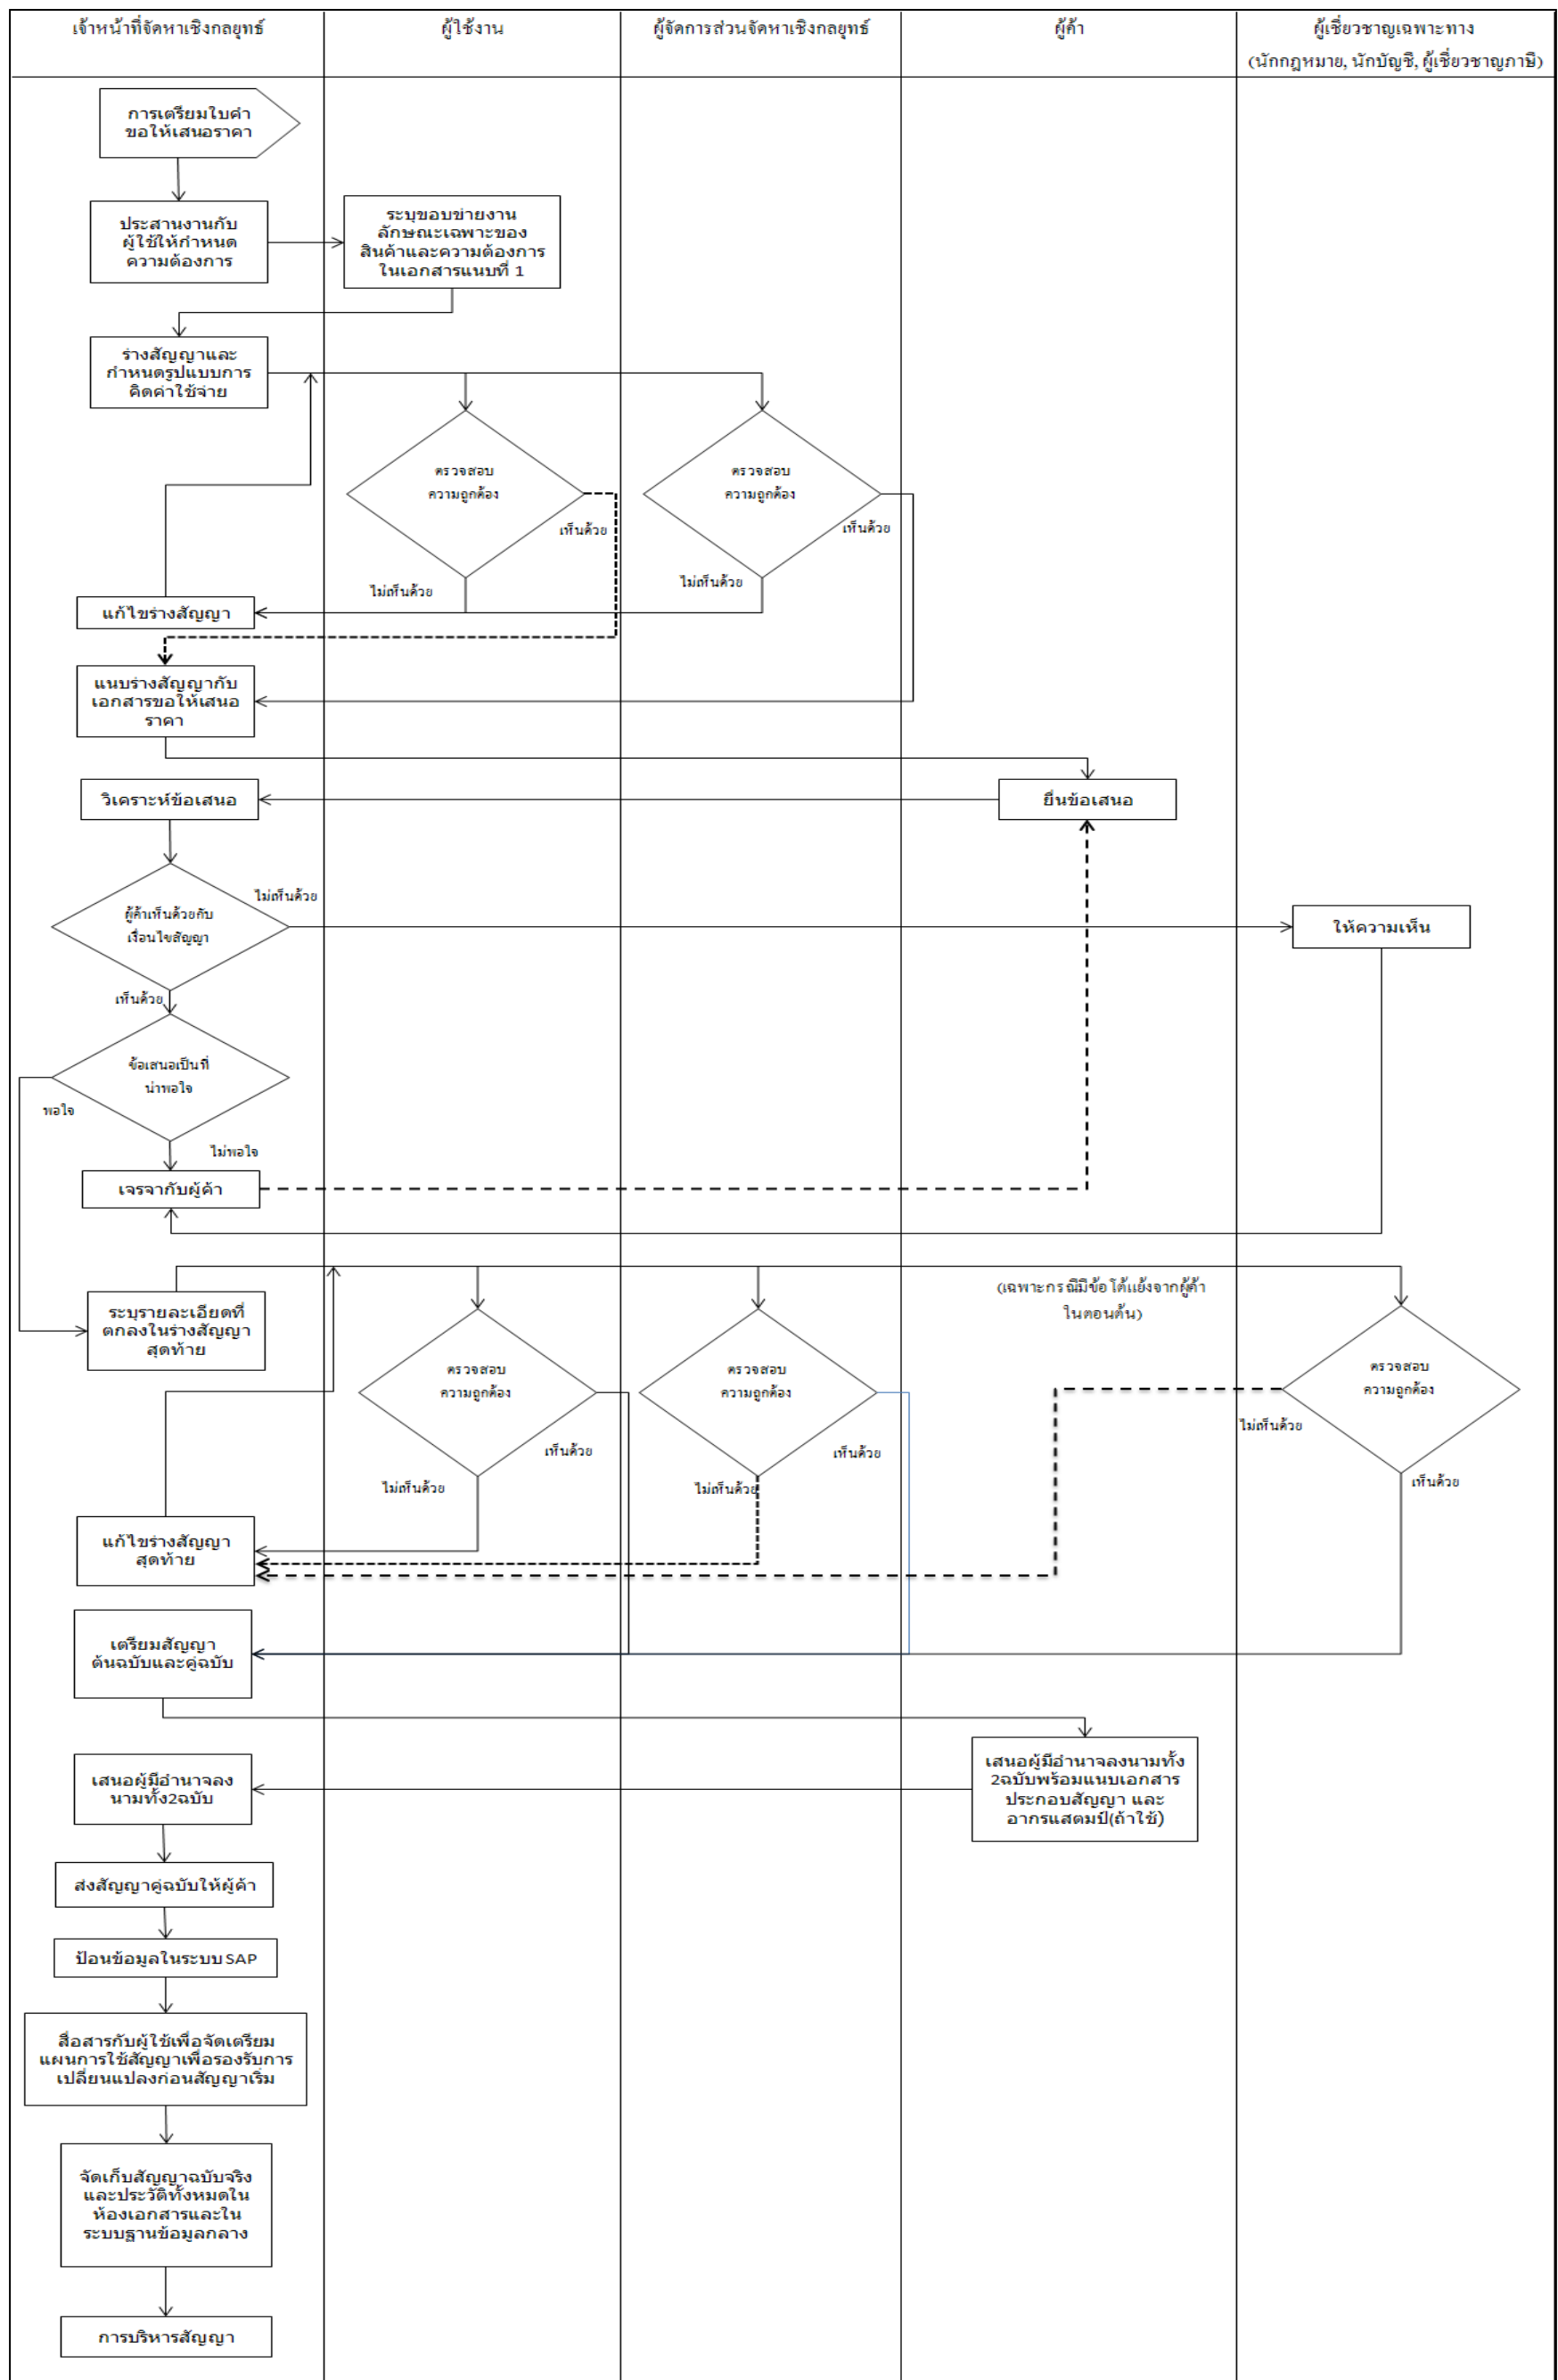 เจ้าหน้าที่จัดหาเชิงกลยุทธ์
ผู้ใช้งาน
ผู้จัดการส่วนจัดหาเชิงกลยุทธ์
ผู้ค้า
ผู้เชี่ยวชาญเฉพาะทาง
(นักกฎหมาย, นักบัญชี, ผู้เชี่ยวชาญภาษี)
การเตรียมใบคำ
ขอให้เสนอราคา
ประสานงานกับ
ผู้ใช้ให้กำหนด
ความต้องการ
ระบุขอบข่ายงาน
ลักษณะเฉพาะของ
สินค้าและความต้องการ
ในเอกสารแนบที่ 1
ร่างสัญญาและ
กำหนดรูปแบบการ
คิดค่าใช้จ่าย
ตรวจสอบ
ความถูกต้อง
เห็นด้วย
ไม่เห็นด้วย
ตรวจสอบ
ความถูกต้อง
เห็นด้วย
ไม่เห็นด้วย
แก้ไขร่างสัญญา
แนบร่างสัญญากับ
เอกสารขอให้เสนอ
ราคา
วิเคราะห์ข้อเสนอ
ยื่นข้อเสนอ
ผู้ค้าเห็นด้วยกับ
เงื่อนไขสัญญา
ไม่เห็นด้วย
ให้ความเห็น
เห็นด้วย
ข้อเสนอเป็นที่
น่าพอใจ
พอใจ
ไม่พอใจ
เจรจากับผู้ค้า
ระบุรายละเอียดที่
ตกลงในร่างสัญญา
สุดท้าย
(เฉพาะกรณีมีข้อโต้แย้งจากผู้ค้า
ในตอนต้น)
ตรวจสอบ
ความถูกต้อง
เห็นด้วย
ไม่เห็นด้วย
ตรวจสอบ
ความถูกต้อง
เห็นด้วย
ไม่เห็นด้วย
ตรวจสอบ
ความถูกต้อง
ไม่เห็นด้วย
เห็นด้วย
แก้ไขร่างสัญญา
สุดท้าย
เตรียมสัญญา
ต้นฉบับและคู่ฉบับ
เสนอผู้มีอำนาจลงนามทั้ง
2ฉบับพร้อมแนบเอกสาร
ประกอบสัญญา และ
อากรแสตมป์(ถ้าใช้)
เสนอผู้มีอำนาจลง
นามทั้ง2ฉบับ
ส่งสัญญาคู่ฉบับให้ผู้ค้า
ป้อนข้อมูลในระบบ SAP
สื่อสารกับผู้ใช้เพื่อจัดเตรียม
แผนการใช้สัญญาเพื่อรองรับการ
เปลี่ยนแปลงก่อนสัญญาเริ่ม
จัดเก็บสัญญาฉบับจริง
และประวัติทั้งหมดใน
ห้องเอกสารและใน
ระบบฐานข้อมูลกลาง
การบริหารสัญญา